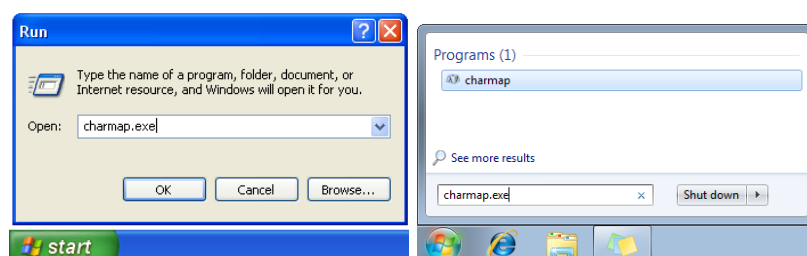 Run
Type the name of a program, folder, document, or
Internet resource, and Windows will open it for you.
Open:
charmap.exe
OK
Cancel
Browse...
start
Programs (1)
charmap
See more results
charmap.exe
Shut down